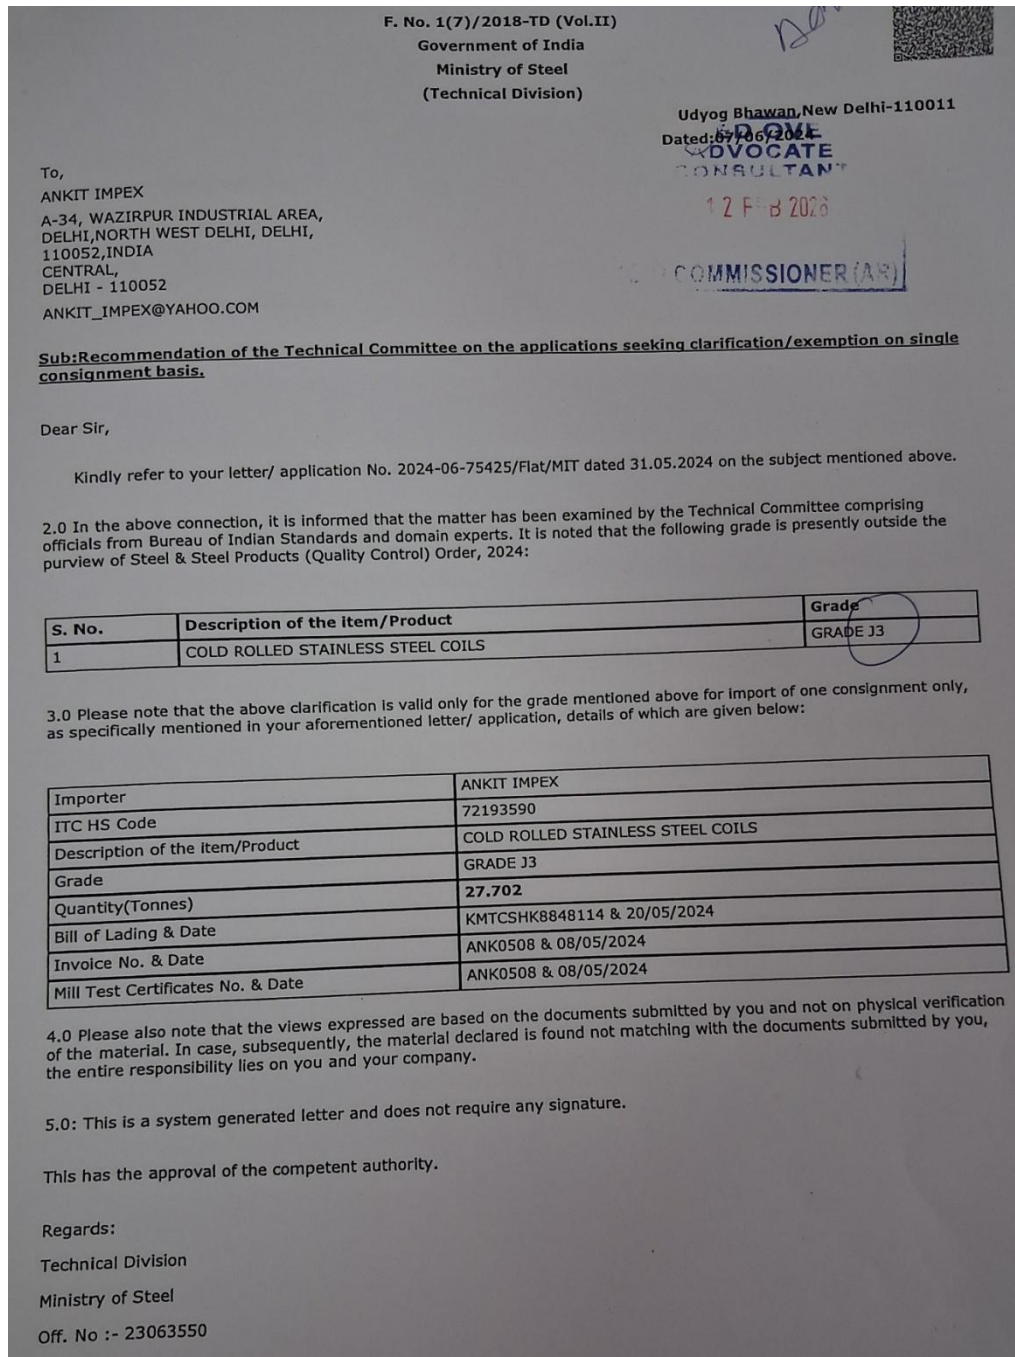 F. No. 1(7)/2018-TD (Vol.II)
Government of India
Ministry of Steel
(Technical Division)
Udyog Bhawan,New Delhi-110011
Dated:07/06/2024
ADVOCATE
CONSULTANT
12 FEB 2026
COMMISSIONER (AR)
To,
ANKIT IMPEX
A-34, WAZIRPUR INDUSTRIAL AREA,
DELHI,NORTH WEST DELHI, DELHI,
110052,INDIA
CENTRAL,
DELHI - 110052
ANKIT_IMPEX@YAHOO.COM
Sub:Recommendation of the Technical Committee on the applications seeking clarification/exemption on single
consignment basis.
Dear Sir,
Kindly refer to your letter/ application No. 2024-06-75425/Flat/MIT dated 31.05.2024 on the subject mentioned above.
2.0 In the above connection, it is informed that the matter has been examined by the Technical Committee comprising
officials from Bureau of Indian Standards and domain experts. It is noted that the following grade is presently outside the
purview of Steel & Steel Products (Quality Control) Order, 2024:
S. No. Description of the item/Product Grade
1 COLD ROLLED STAINLESS STEEL COILS GRADE J3
3.0 Please note that the above clarification is valid only for the grade mentioned above for import of one consignment only,
as specifically mentioned in your aforementioned letter/ application, details of which are given below:
Importer ANKIT IMPEX
ITC HS Code 72193590
Description of the item/Product COLD ROLLED STAINLESS STEEL COILS
Grade GRADE J3
Quantity(Tonnes) 27.702
Bill of Lading & Date KMTCSHK8848114 & 20/05/2024
Invoice No. & Date ANK0508 & 08/05/2024
Mill Test Certificates No. & Date ANK0508 & 08/05/2024
4.0 Please also note that the views expressed are based on the documents submitted by you and not on physical verification
of the material. In case, subsequently, the material declared is found not matching with the documents submitted by you,
the entire responsibility lies on you and your company.
5.0: This is a system generated letter and does not require any signature.
This has the approval of the competent authority.
Regards:
Technical Division
Ministry of Steel
Off. No :- 23063550